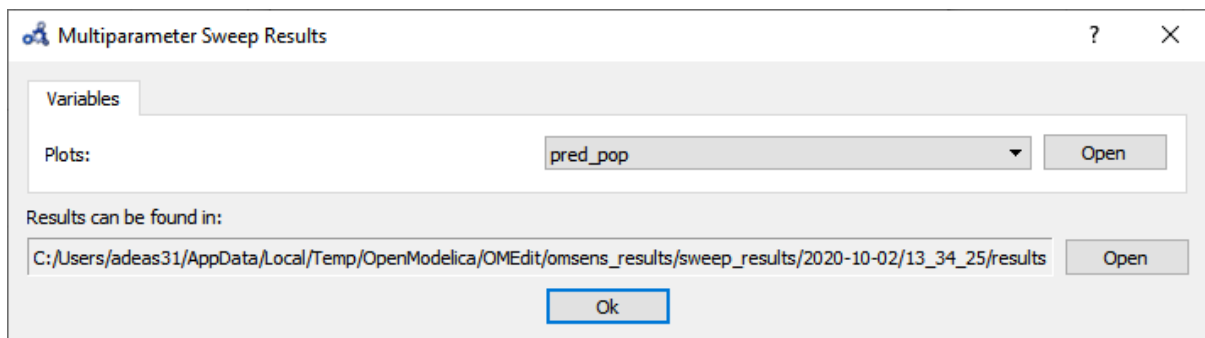 Multiparameter Sweep Results ?
Variables
Plots: pred_pop Open
Results can be found in:
C:/Users/adeas31/AppData/Local/Temp/OpenModelica/OMEdit/omsens_results/sweep_results/2020-10-02/13_34_25/results Open
Ok